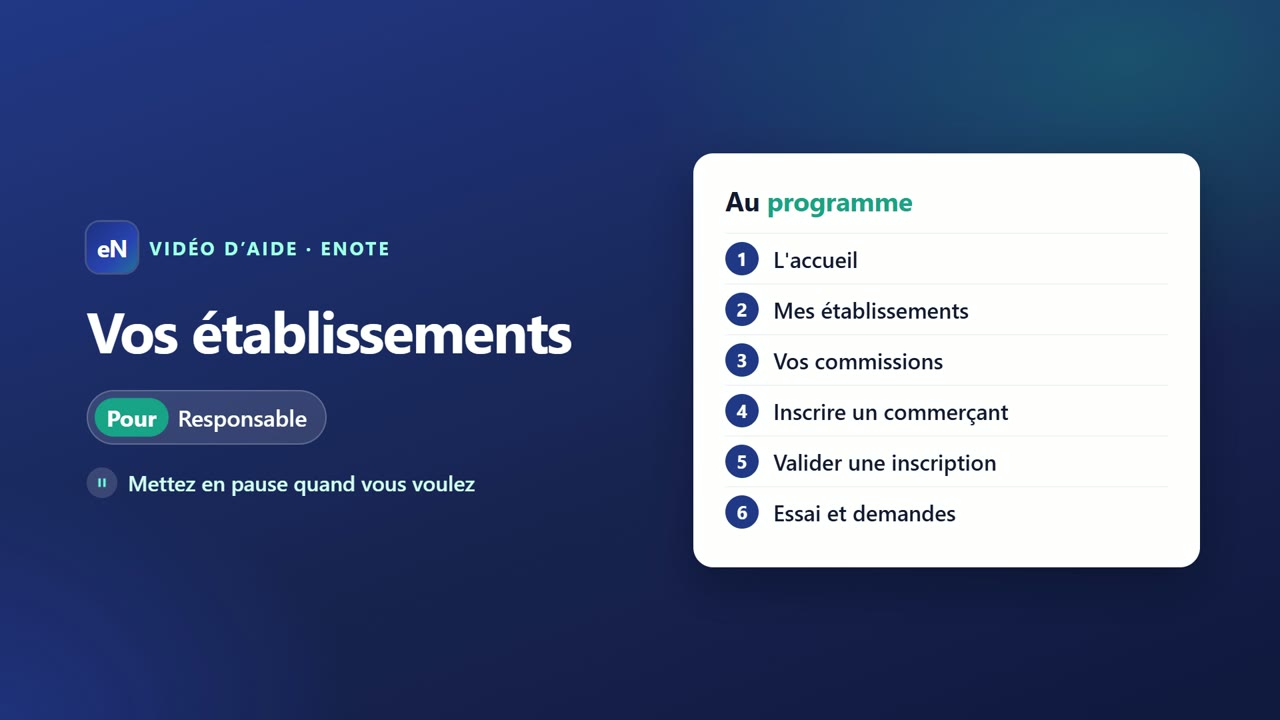 eN
VIDÉO D’AIDE · ENOTE
Vos établissements
Pour Responsable
Mettez en pause quand vous voulez
Au programme
1 L'accueil
2 Mes établissements
3 Vos commissions
4 Inscrire un commerçant
5 Valider une inscription
6 Essai et demandes